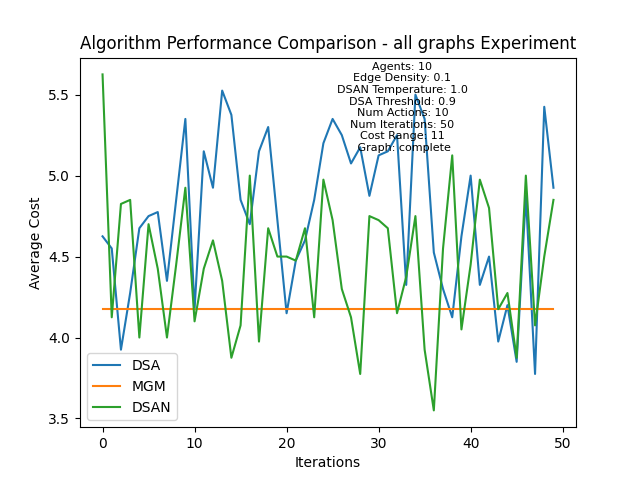 Algorithm Performance Comparison - all graphs Experiment
Agents: 10
Edge Density: 0.1
DSAN Temperature: 1.0
DSA Threshold: 0.9
Num Actions: 10
Num Iterations: 50
Cost Range: 11
Graph: complete
5.5
5.0
4.5
4.0
3.5
Average Cost
DSA
MGM
DSAN
0
10
20
30
40
50
Iterations